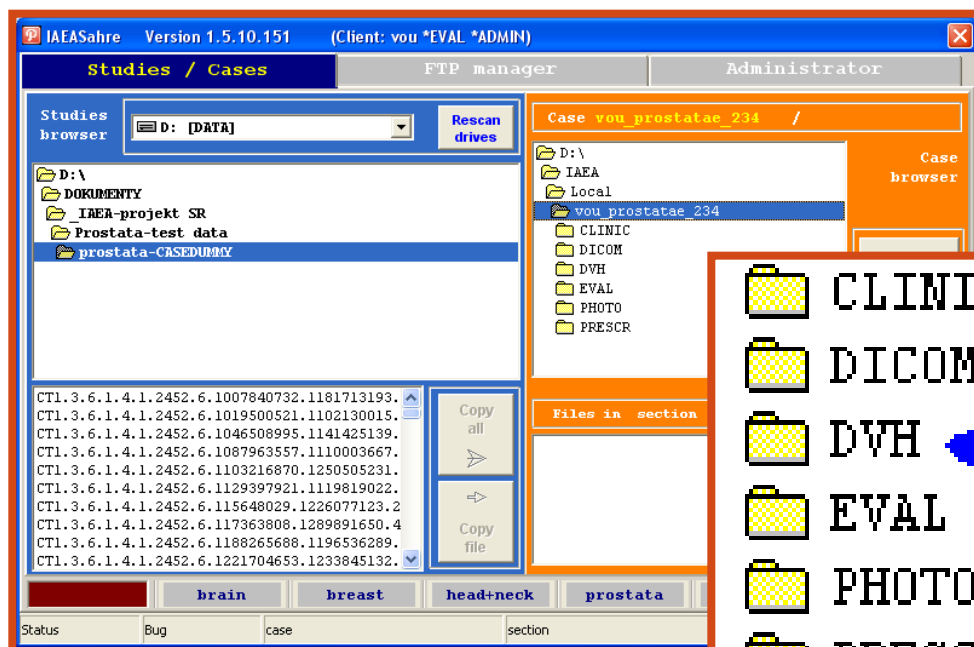 IAEASahre Version 1.5.10.151 (Client: vou *EVAL *ADMIN)
Studies / Cases
FTP manager
Administrator
Studies
browser
D: [DATA]
Rescan
drives
D:\
DOKUMENTY
_IAEA-projekt SR
Prostata-test data
prostata-CASEDUMMY
CT1.3.6.1.4.1.2452.6.1007840732.1181713193.
CT1.3.6.1.4.1.2452.6.1019500521.1102130015.
CT1.3.6.1.4.1.2452.6.1046508995.1141425139.
CT1.3.6.1.4.1.2452.6.1087963557.1110003667.
CT1.3.6.1.4.1.2452.6.1103216870.1250505231.
CT1.3.6.1.4.1.2452.6.1129397921.1119819022.
CT1.3.6.1.4.1.2452.6.115648029.1226077123.2
CT1.3.6.1.4.1.2452.6.117363808.1289891650.4
CT1.3.6.1.4.1.2452.6.1188265688.1196536289.
CT1.3.6.1.4.1.2452.6.1221704653.1233845132.
Copy
all
Copy
file
Case vou_prostatae_234 /
D:\
IAEA
Local
vou_prostatae_234
CLINIC
DICOM
DVH
EVAL
PHOTO
PRESCR
Case
browser
Files in section
CLINI
DICOM
DVH
EVAL
PHOTO
brain
breast
head+neck
prostata
Status
Bug
case
section